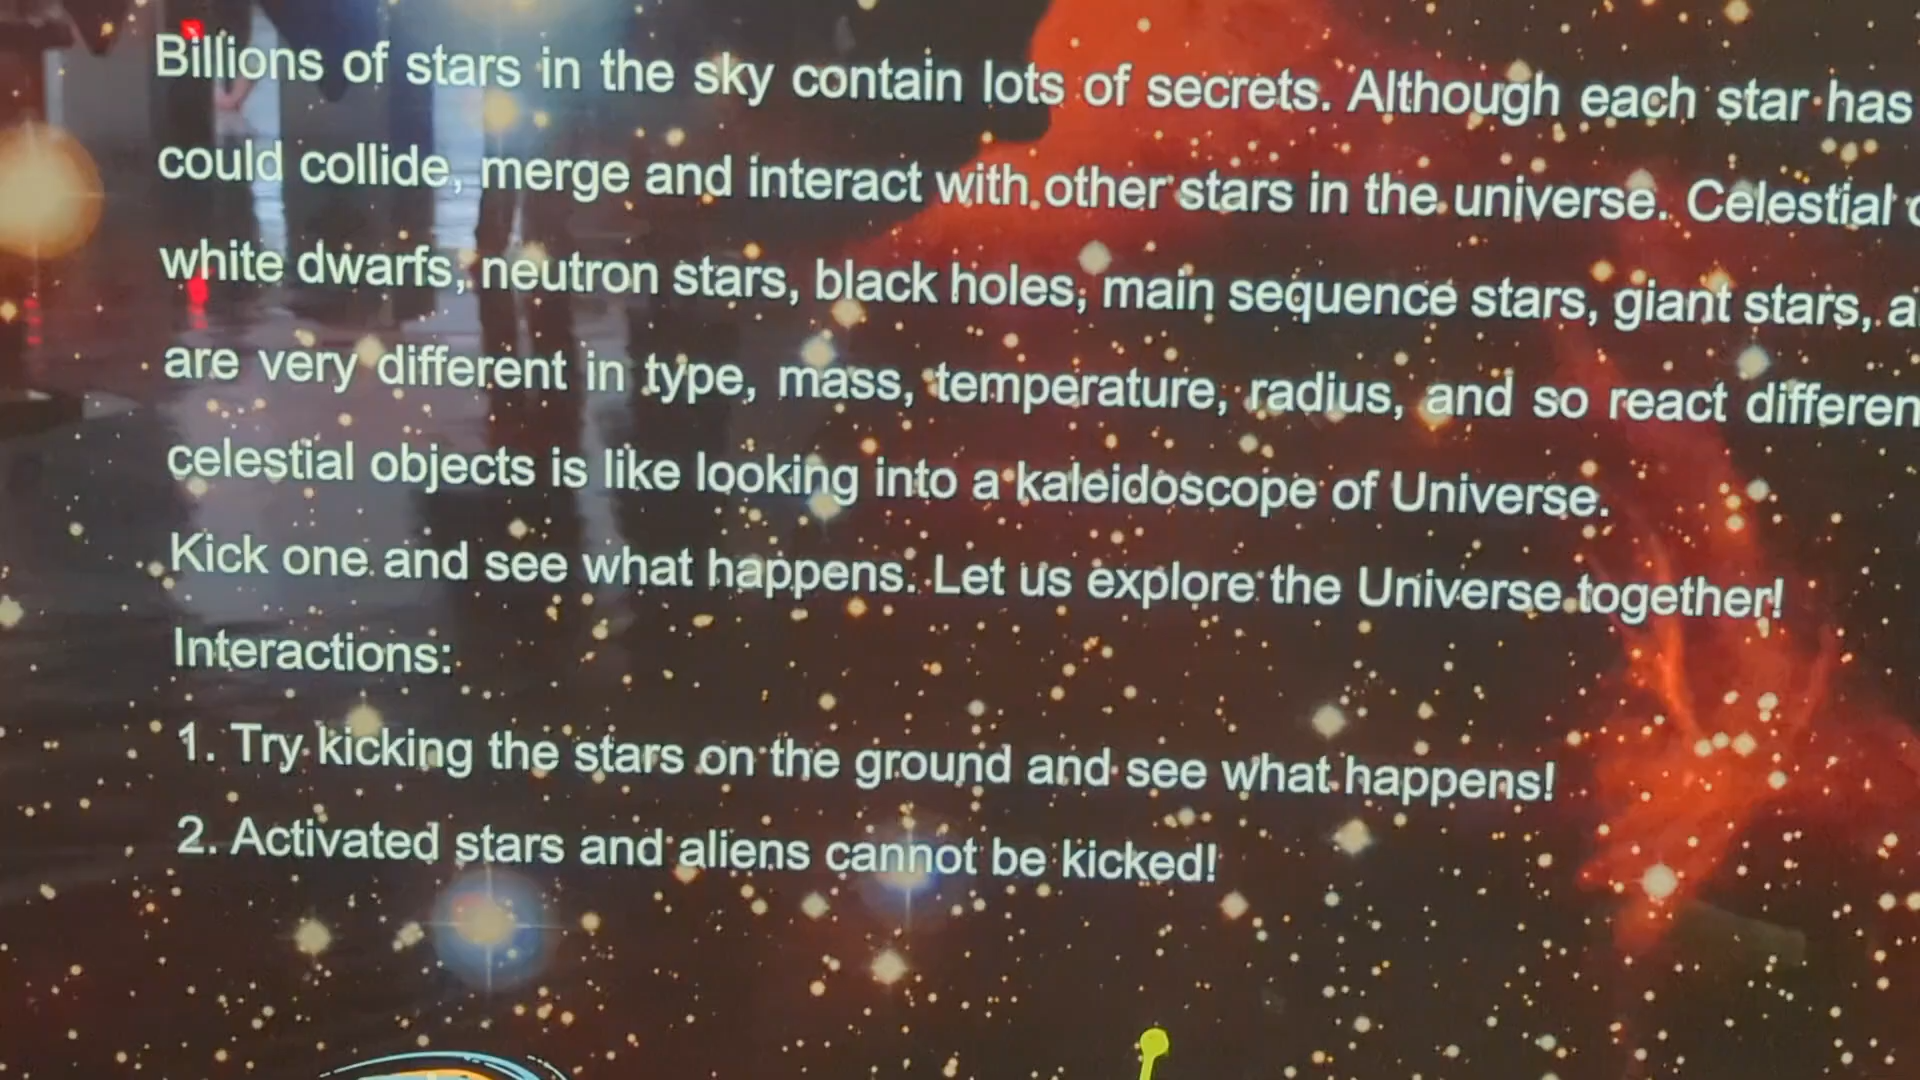 Billions of stars in the sky contain lots of secrets. Although each star has
could collide, merge and interact with other stars in the universe. Celestial
white dwarfs, neutron stars, black holes, main sequence stars, giant stars,
are very different in type, mass, temperature, radius, and so react
celestial objects is like looking into a kaleidoscope of Universe.
Kick one and see what happens. Let us explore the Universe together!
Interactions:
1. Try kicking the stars on the ground and see what happens!
2. Activated stars and aliens cannot be kicked!